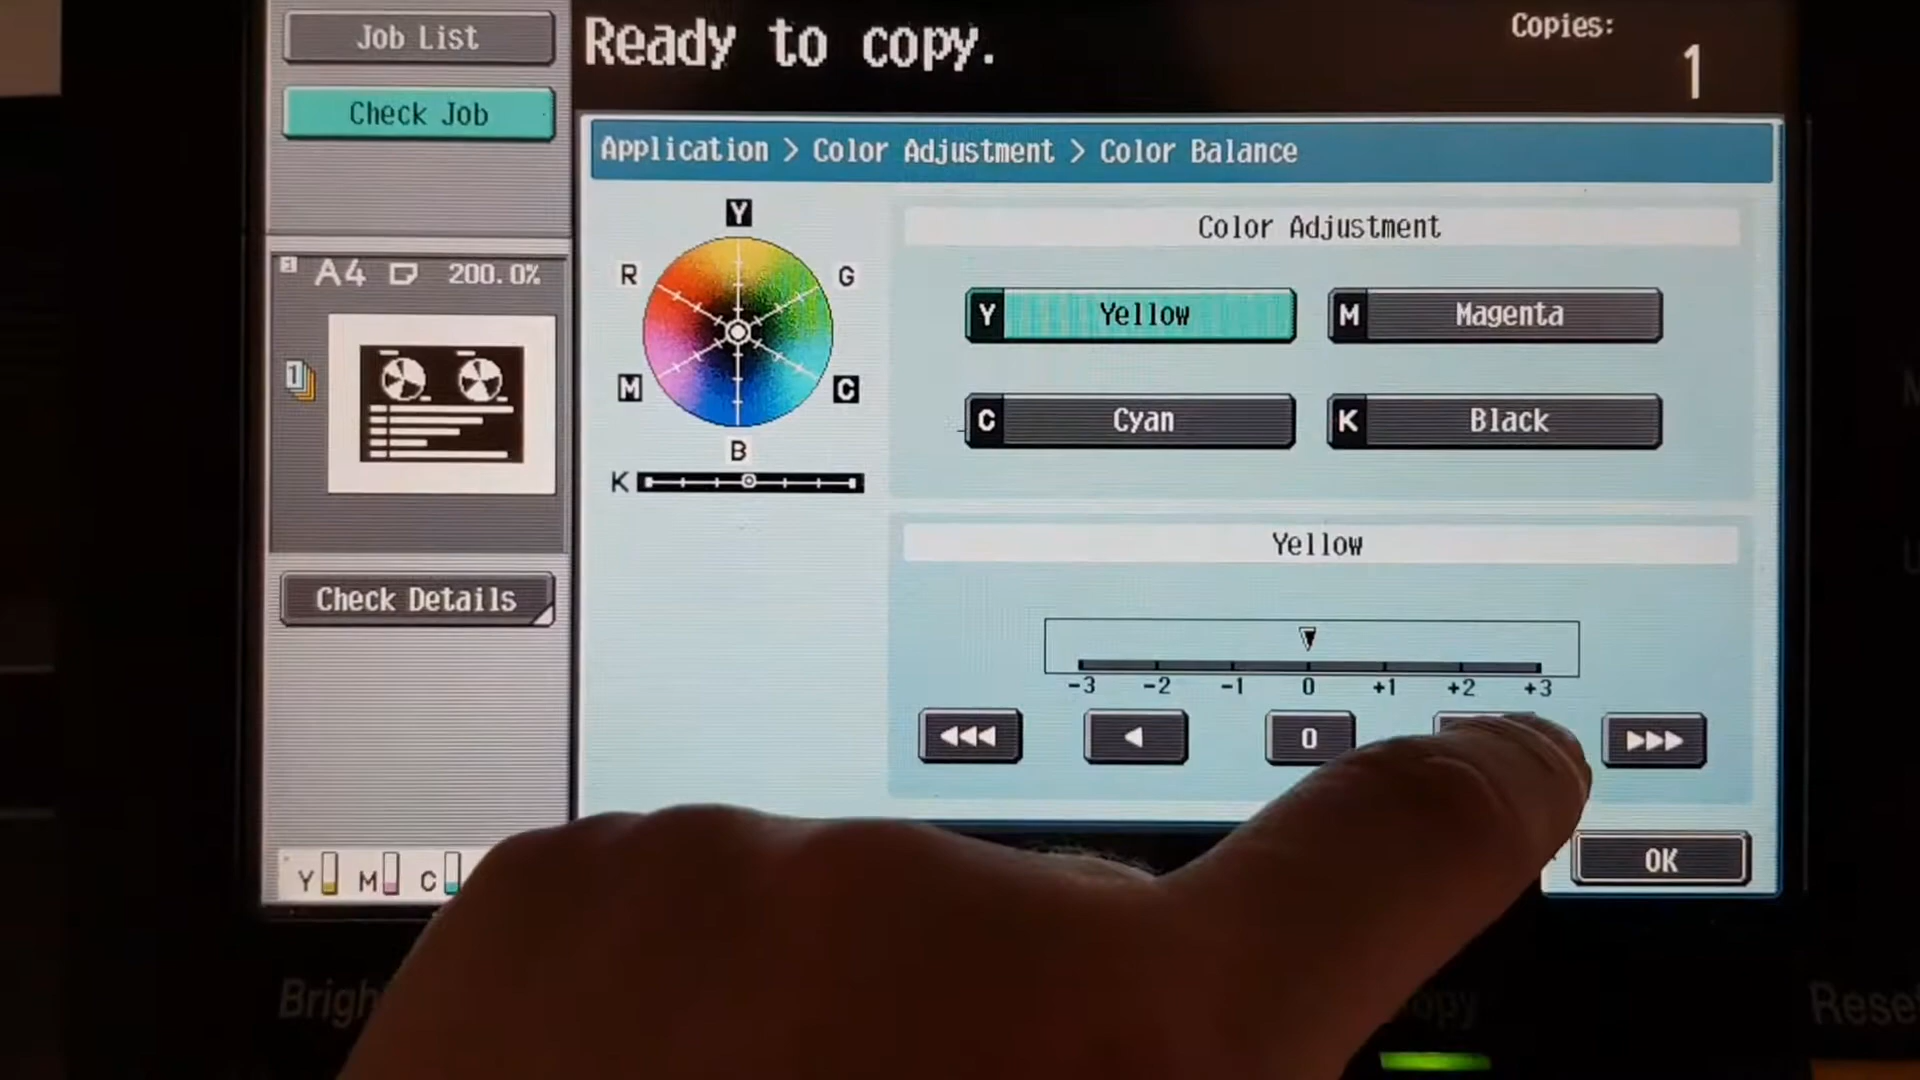 Job List
Check Job
Ready to copy.
Copies:
1
Application > Color Adjustment > Color Balance
A4 200.0%
1
Check Details
Y M C
Y
R G
M C
B
K
Color Adjustment
Y Yellow
M Magenta
C Cyan
K Black
Yellow
-3 -2 -1 0 +1 +2 +3
0
OK